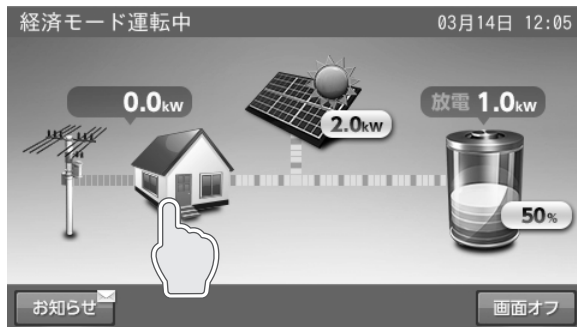 経済モード運転中
03月14日 12:05
0.0kw
2.0kw
放電 1.0kw
50%
お知らせ
画面オフ